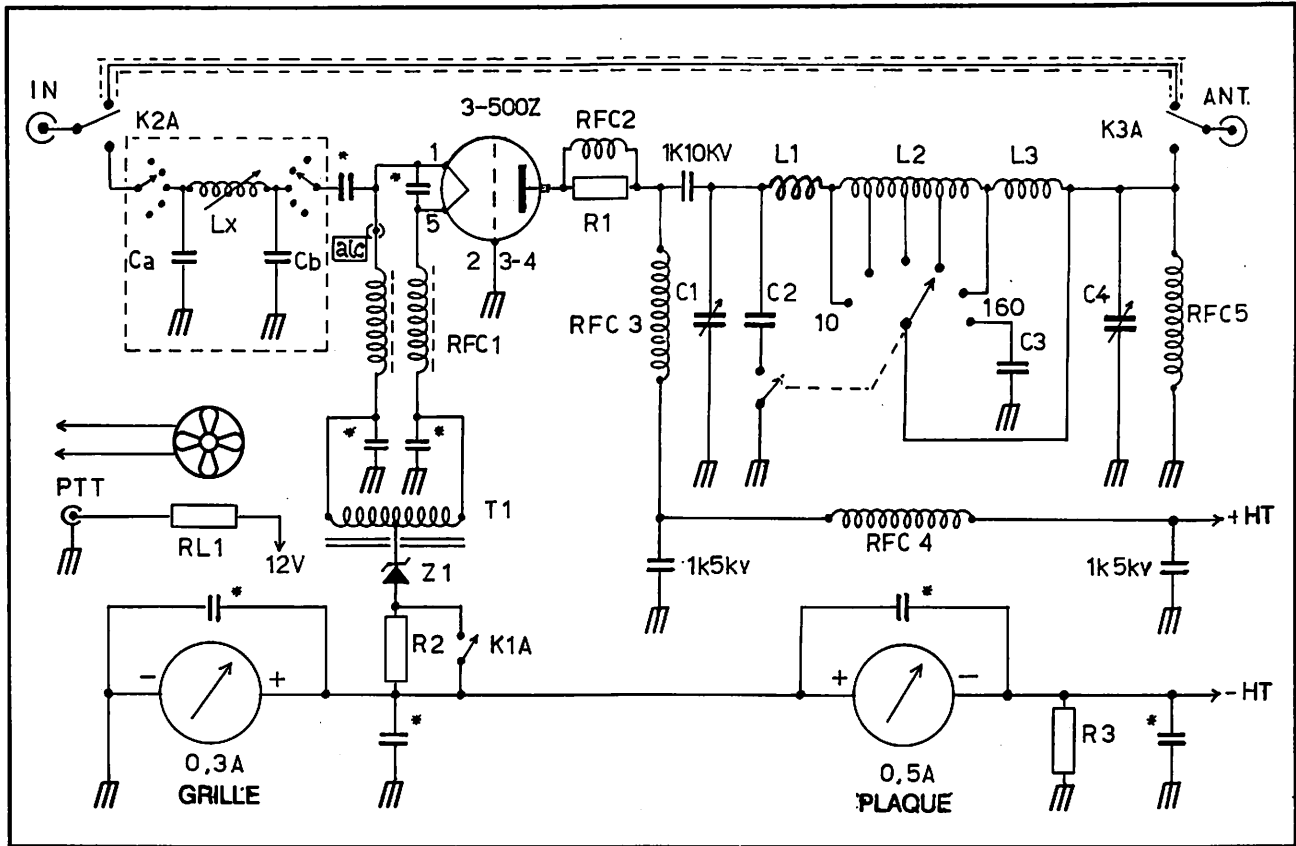 IN
K2A
3-500Z
RFC2
K3A
ANT.
*
1K10KV
L1
L2
L3
1
*
5
R1
Lx
Ca
Cb
alc
2
3-4
RFC 3
C1
C2
10
160
C3
C4
RFC5
RFC1
*
*
PTT
RL1
12V
T1
Z1
RFC 4
+HT
1k5kv
1k5kv
*
R2
K1A
*
-
+
+
-
-HT
*
R3
*
0,3A
GRILLE
0,5A
PLAQUE